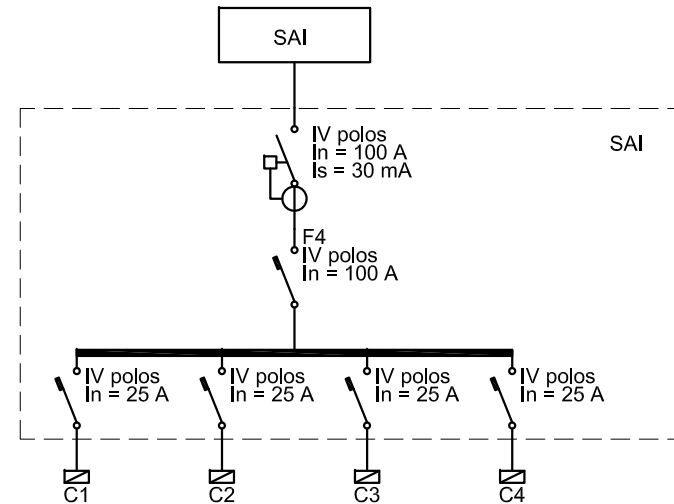 SAI
IV polos
In = 100 A
Is = 30 mA
SAI
F4
IV polos
In = 100 A
IV polos
In = 25 A
IV polos
In = 25 A
IV polos
In = 25 A
IV polos
In = 25 A
C1
C2
C3
C4